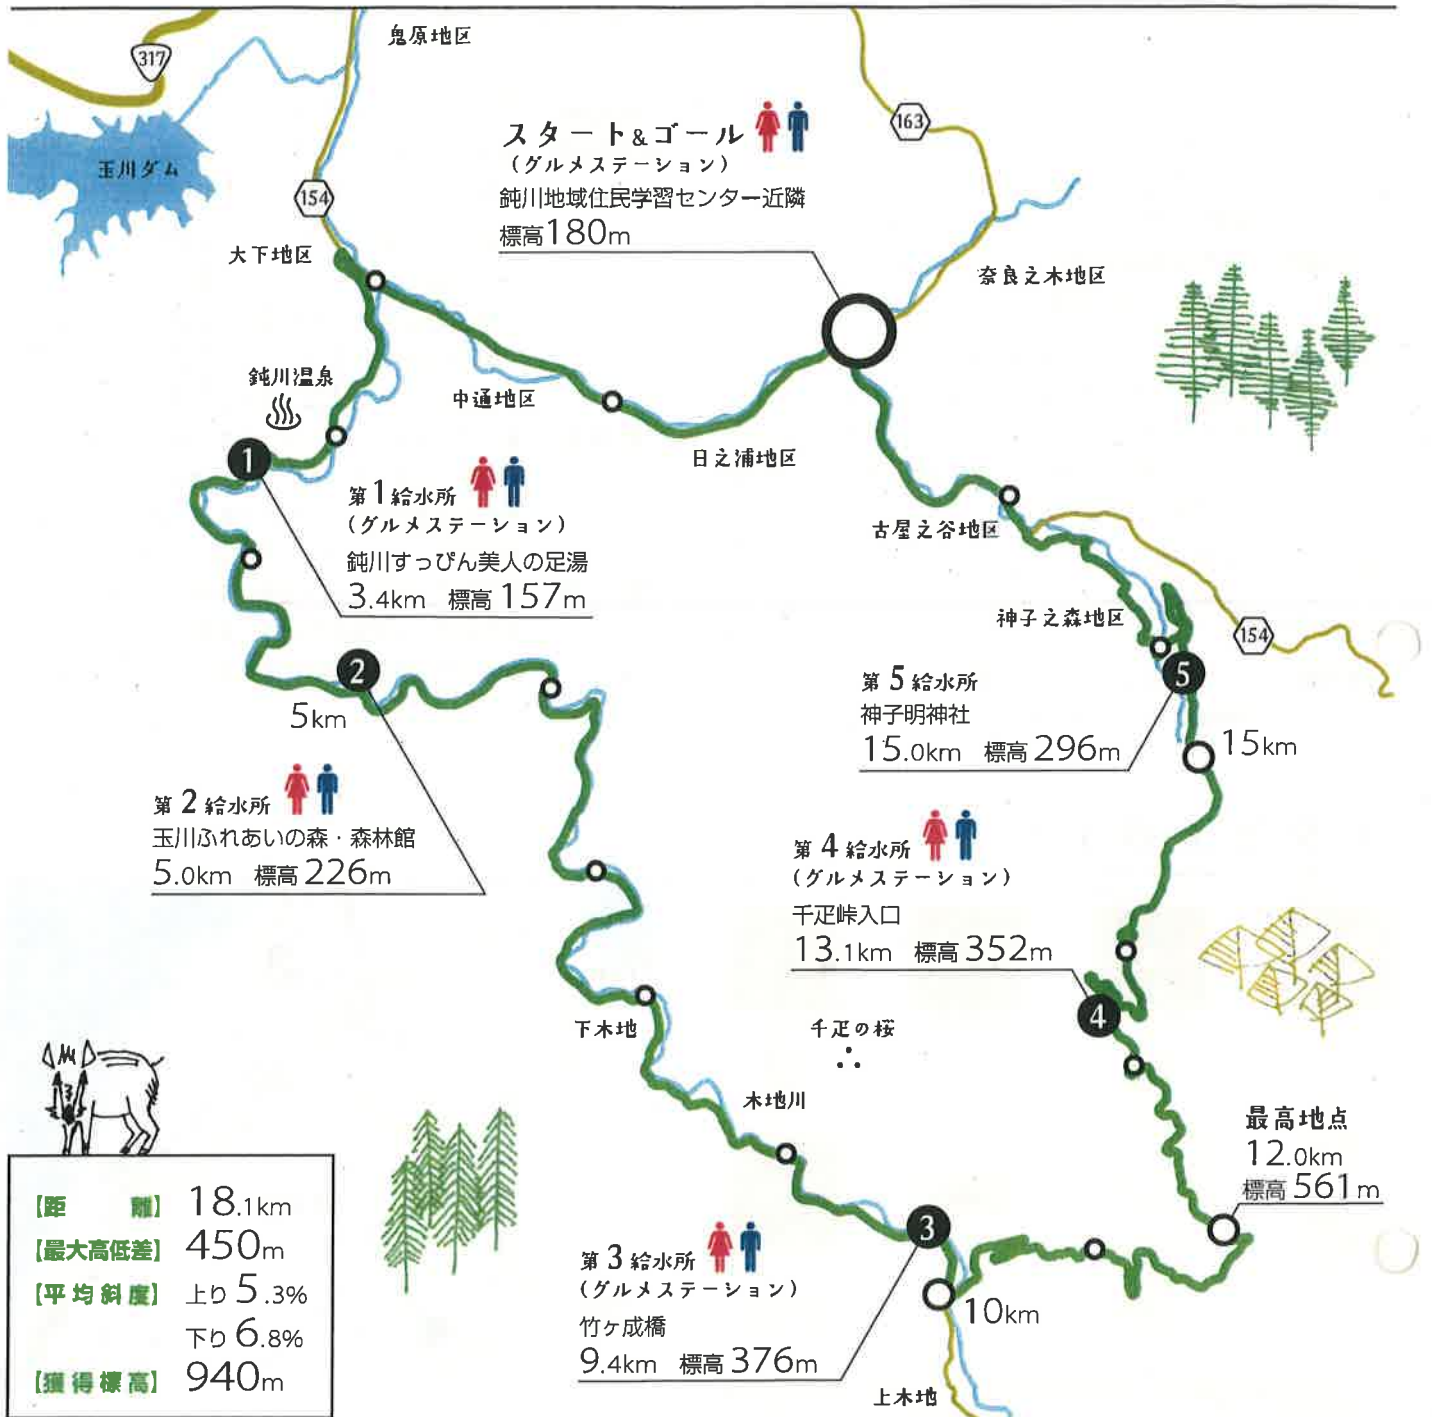 鬼原地区
317
163
スタート&ゴール
(グルメステーション)
鈍川地域住民学習センター近隣
標高180m
玉川ダム
154
大下地区
奈良之木地区
鈍川温泉
中通地区
日之浦地区
1
第1給水所
(グルメステーション)
鈍川すっぴん美人の足湯
3.4km 標高157m
古屋之谷地区
神子之森地区
154
2
5km
第5給水所
神子明神社
15.0km 標高296m
5
15km
第2給水所
玉川ふれあいの森・森林館
5.0km 標高226m
第4給水所
(グルメステーション)
千疋峠入口
13.1km 標高352m
4
下木地
千疋の桜
木地川
最高地点
12.0km
標高561m
【距離】 18.1km
【最大高低差】 450m
【平均斜度】 上り5.3%
下り6.8%
【獲得標高】 940m
3
第3給水所
(グルメステーション)
竹ヶ成橋
9.4km 標高376m
10km
上木地